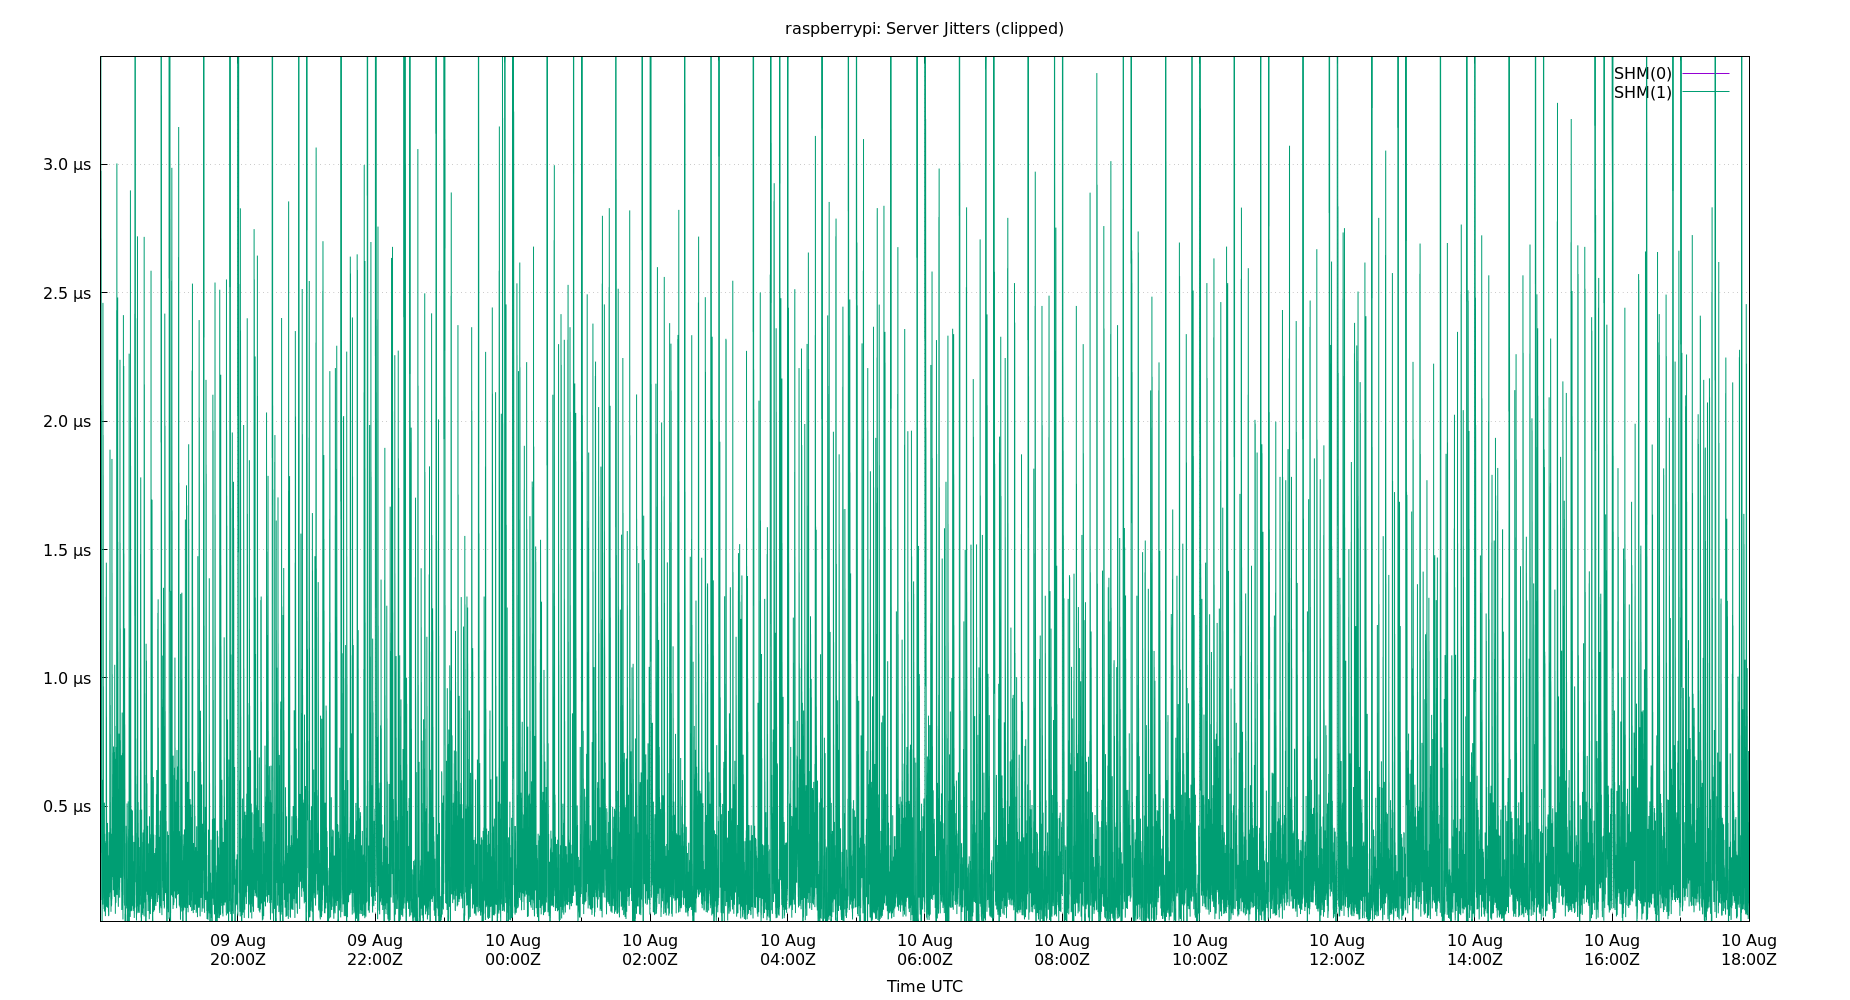 raspberrypi: Server Jitters (clipped)
SHM(0)
SHM(1)
3.0 µs
2.5 µs
2.0 µs
1.5 µs
1.0 µs
0.5 µs
09 Aug 09 Aug 10 Aug 10 Aug 10 Aug 10 Aug 10 Aug 10 Aug 10 Aug 10 Aug 10 Aug 10 Aug
20:00Z 22:00Z 00:00Z 02:00Z 04:00Z 06:00Z 08:00Z 10:00Z 12:00Z 14:00Z 16:00Z 18:00Z
Time UTC